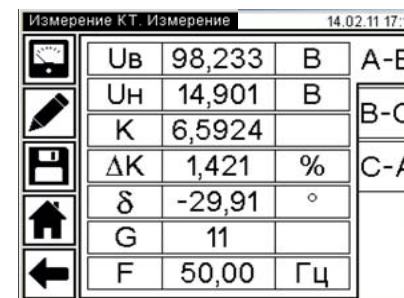 Измерение КТ. Измерение 14.02.11 17:
Uв 98,233 В A-B
Uн 14,901 В
K 6,5924 B-C
ΔK 1,421 % C-A
δ -29,91 °
G 11
F 50,00 Гц